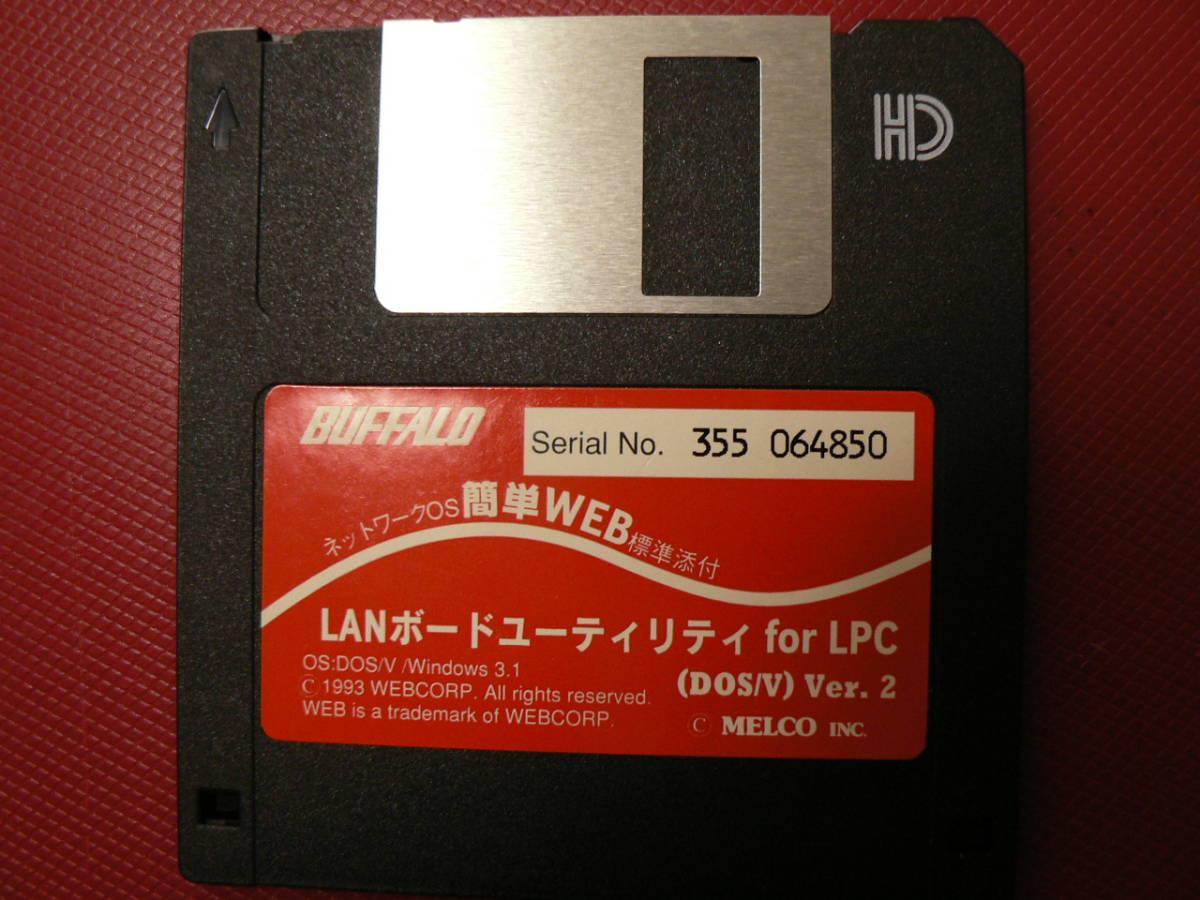 HD
BUFFALO
Serial No. 355 064850
ネットワークOS簡単WEB標準添付
LANボードユーティリティ for LPC
(DOS/V) Ver. 2
OS:DOS/V /Windows 3.1
© 1993 WEBCORP. All rights reserved.
WEB is a trademark of WEBCORP.
© MELCO INC.